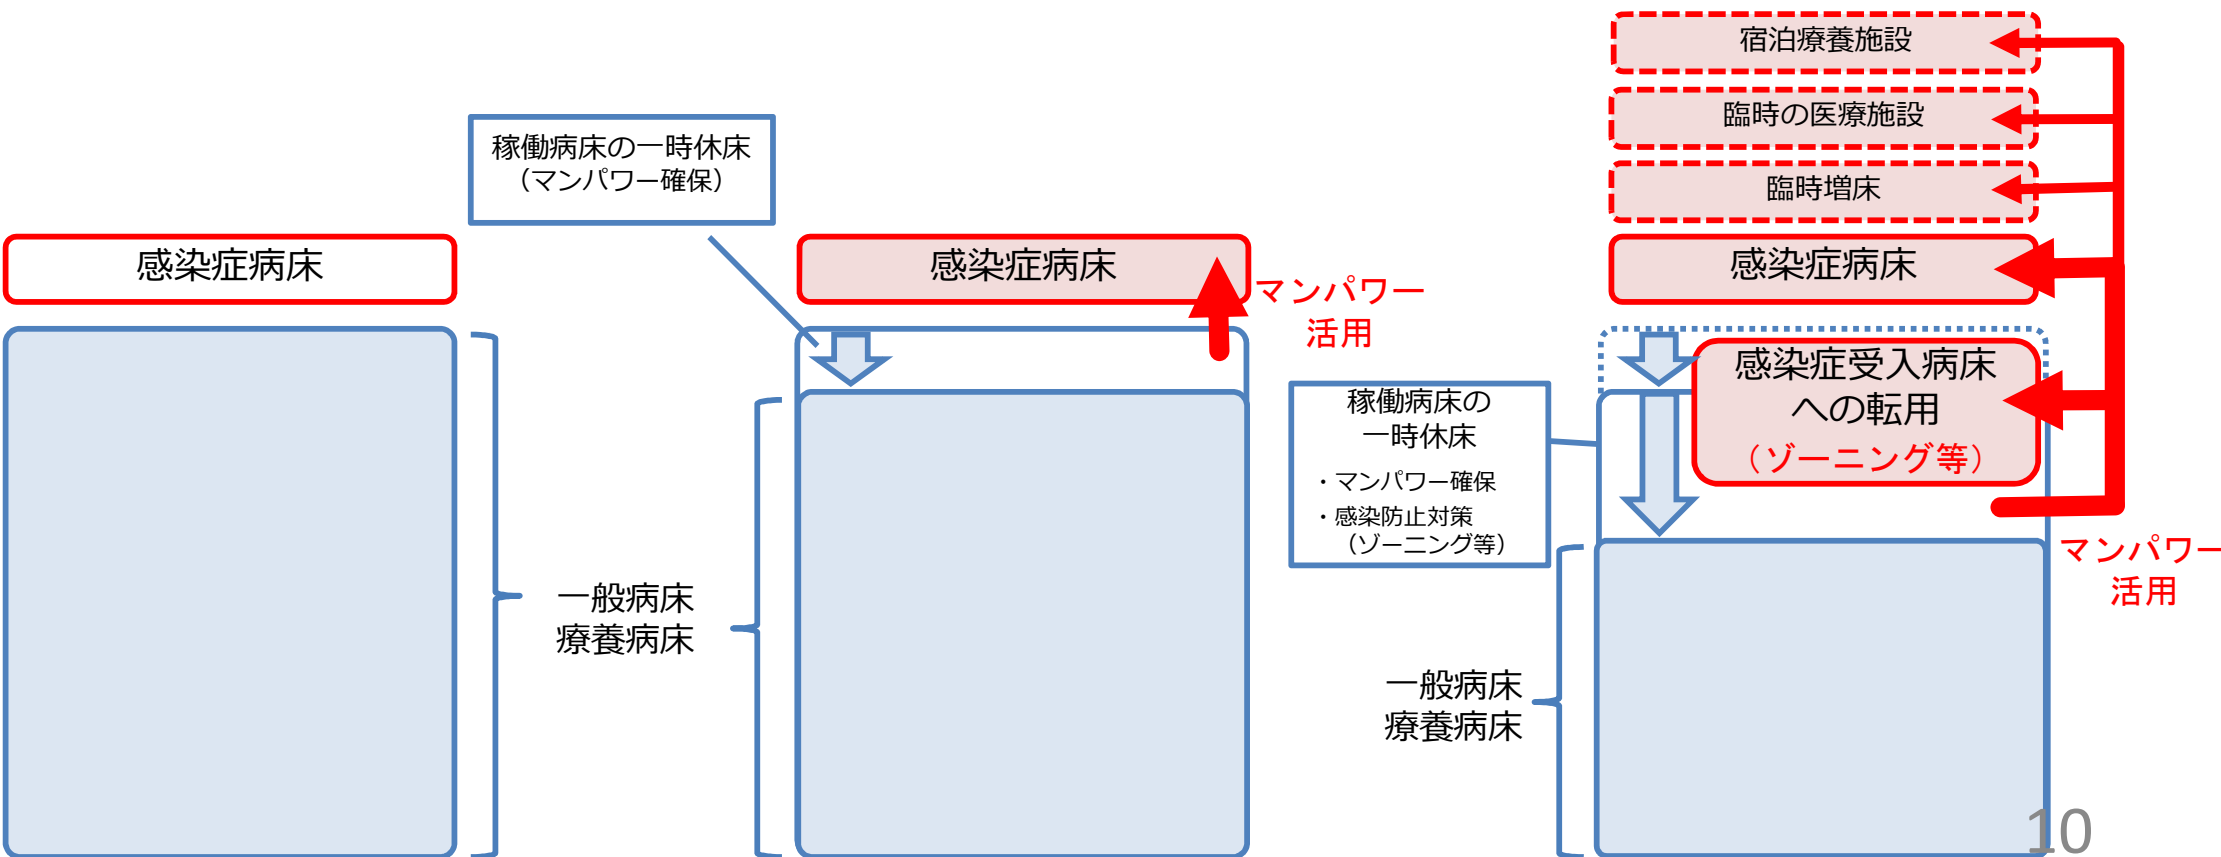 感染症病床
一般病床
療養病床
稼働病床の一時休床
（マンパワー確保）
感染症病床
マンパワー
活用
宿泊療養施設
臨時の医療施設
臨時増床
感染症病床
感染症受入病床
への転用
（ゾーニング等）
稼働病床の
一時休床
・マンパワー確保
・感染防止対策
（ゾーニング等）
マンパワー
活用
一般病床
療養病床
10